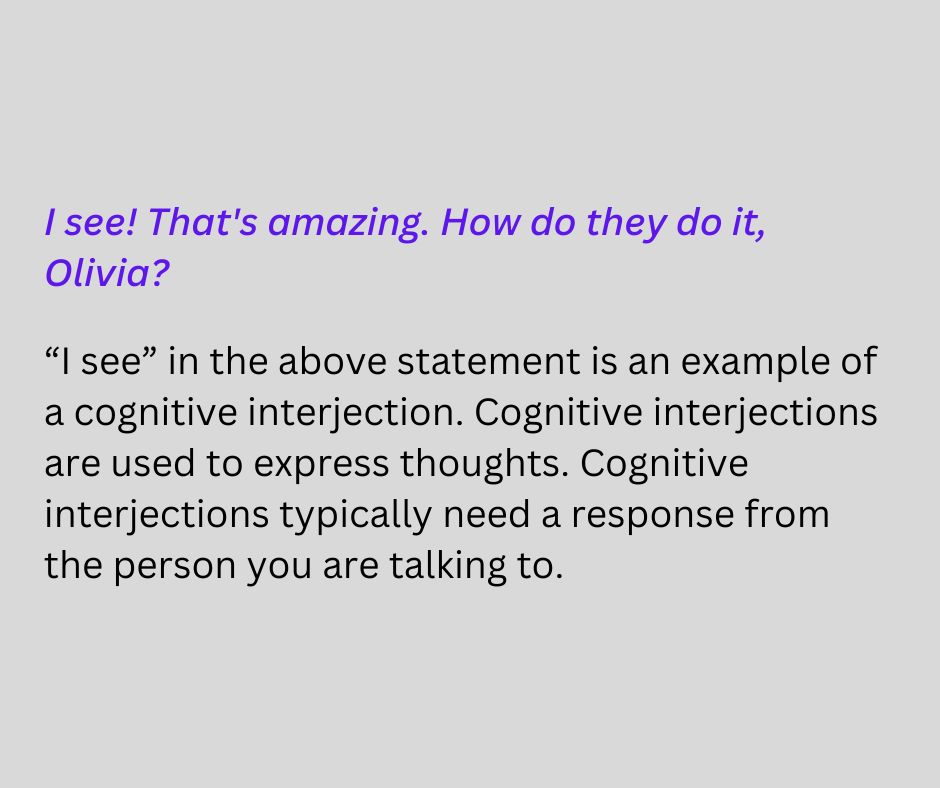 I see! That's amazing. How do they do it,
Olivia?
“I see” in the above statement is an example of
a cognitive interjection. Cognitive interjections
are used to express thoughts. Cognitive
interjections typically need a response from
the person you are talking to.